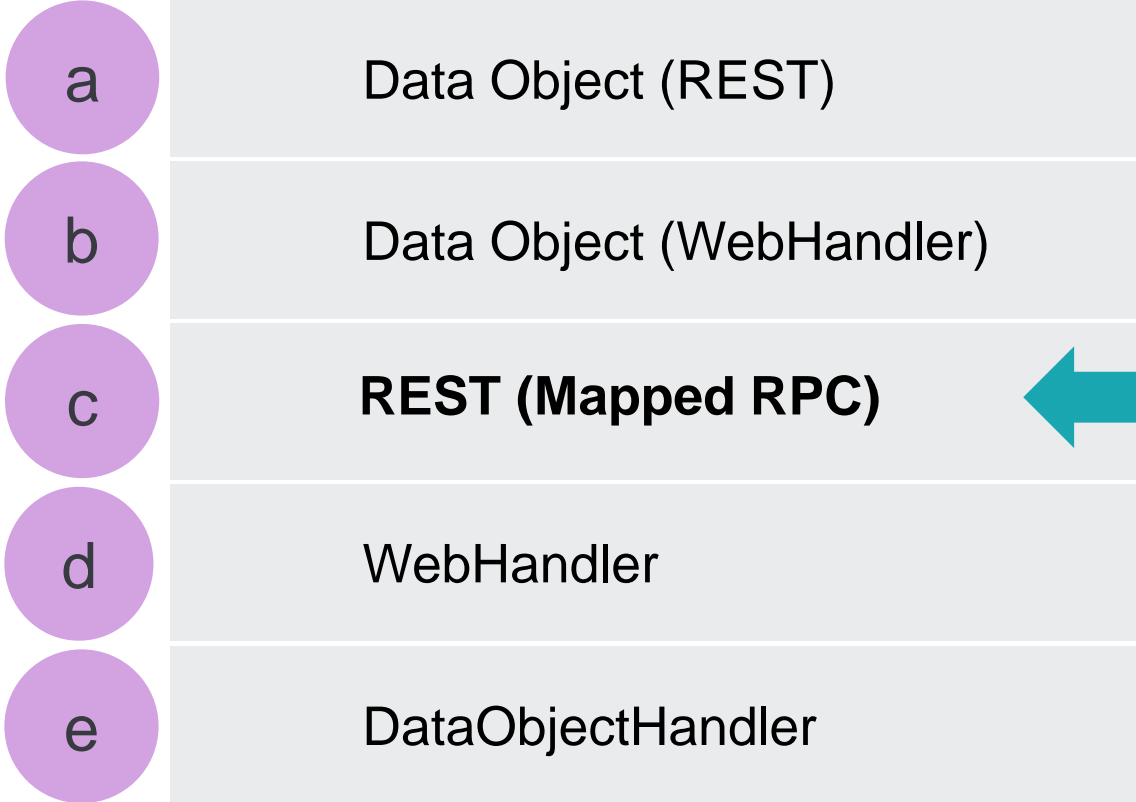 a Data Object (REST)
b Data Object (WebHandler)
c REST (Mapped RPC)
d WebHandler
e DataObjectHandler